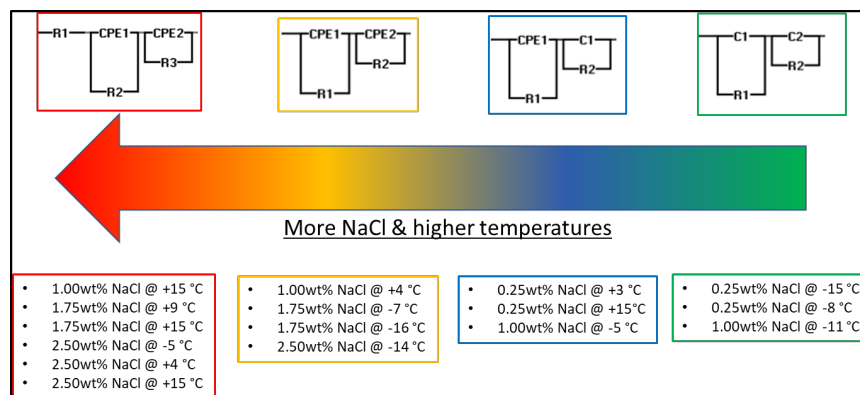 R1 CPE1 CPE2
R3
R2
CPE1 CPE2
R2
R1
CPE1 C1
R2
R1
C1 C2
R2
R1
More NaCl & higher temperatures
• 1.00wt% NaCl @ +15 °C
• 1.75wt% NaCl @ +9 °C
• 1.75wt% NaCl @ +15 °C
• 2.50wt% NaCl @ -5 °C
• 2.50wt% NaCl @ +4 °C
• 2.50wt% NaCl @ +15 °C
• 1.00wt% NaCl @ +4 °C
• 1.75wt% NaCl @ -7 °C
• 1.75wt% NaCl @ -16 °C
• 2.50wt% NaCl @ -14 °C
• 0.25wt% NaCl @ +3 °C
• 0.25wt% NaCl @ +15°C
• 1.00wt% NaCl @ -5 °C
• 0.25wt% NaCl @ -15 °C
• 0.25wt% NaCl @ -8 °C
• 1.00wt% NaCl @ -11 °C